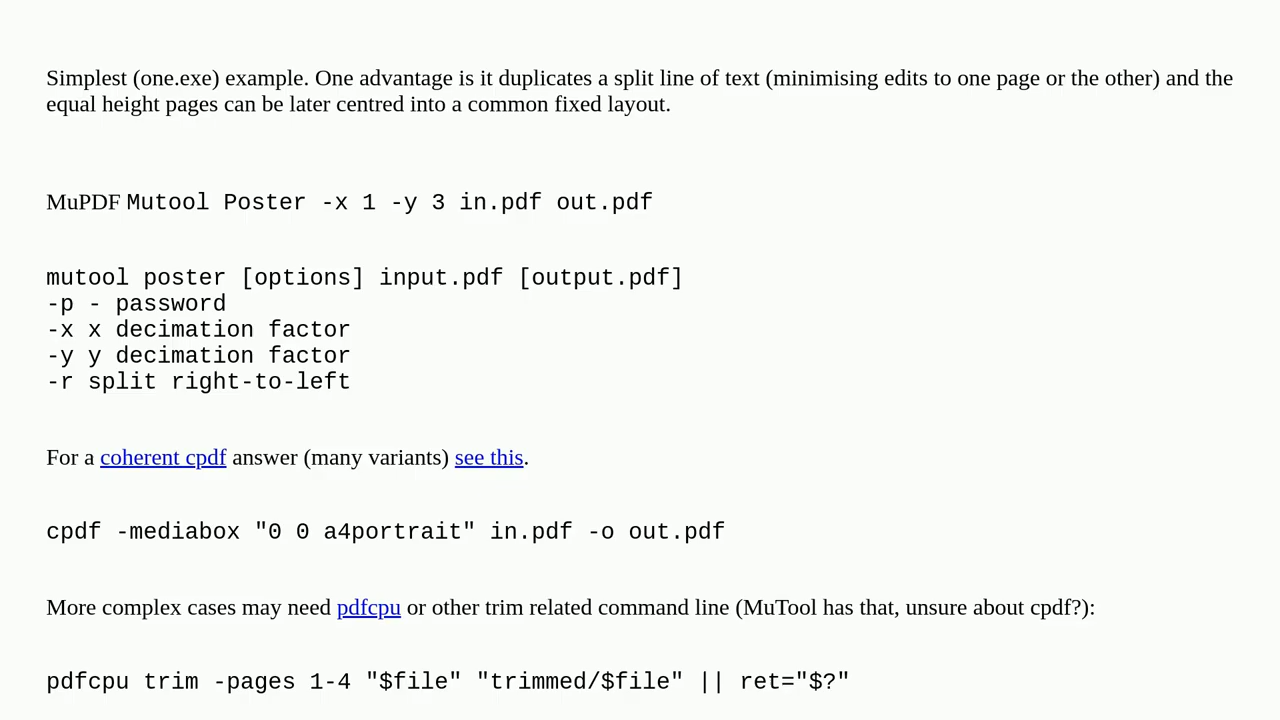 Simplest (one.exe) example. One advantage is it duplicates a split line of text (minimising edits to one page or the other) and the
equal height pages can be later centred into a common fixed layout.
MuPDF Mutool Poster -x 1 -y 3 in.pdf out.pdf
mutool poster [options] input.pdf [output.pdf]
-p - password
-x x decimation factor
-y y decimation factor
-r split right-to-left
For a coherent cpdf answer (many variants) see this.
cpdf -mediabox "0 0 a4portrait" in.pdf -o out.pdf
More complex cases may need pdfcpu or other trim related command line (MuTool has that, unsure about cpdf?):
pdfcpu trim -pages 1-4 "$file" "trimmed/$file" || ret="$?"